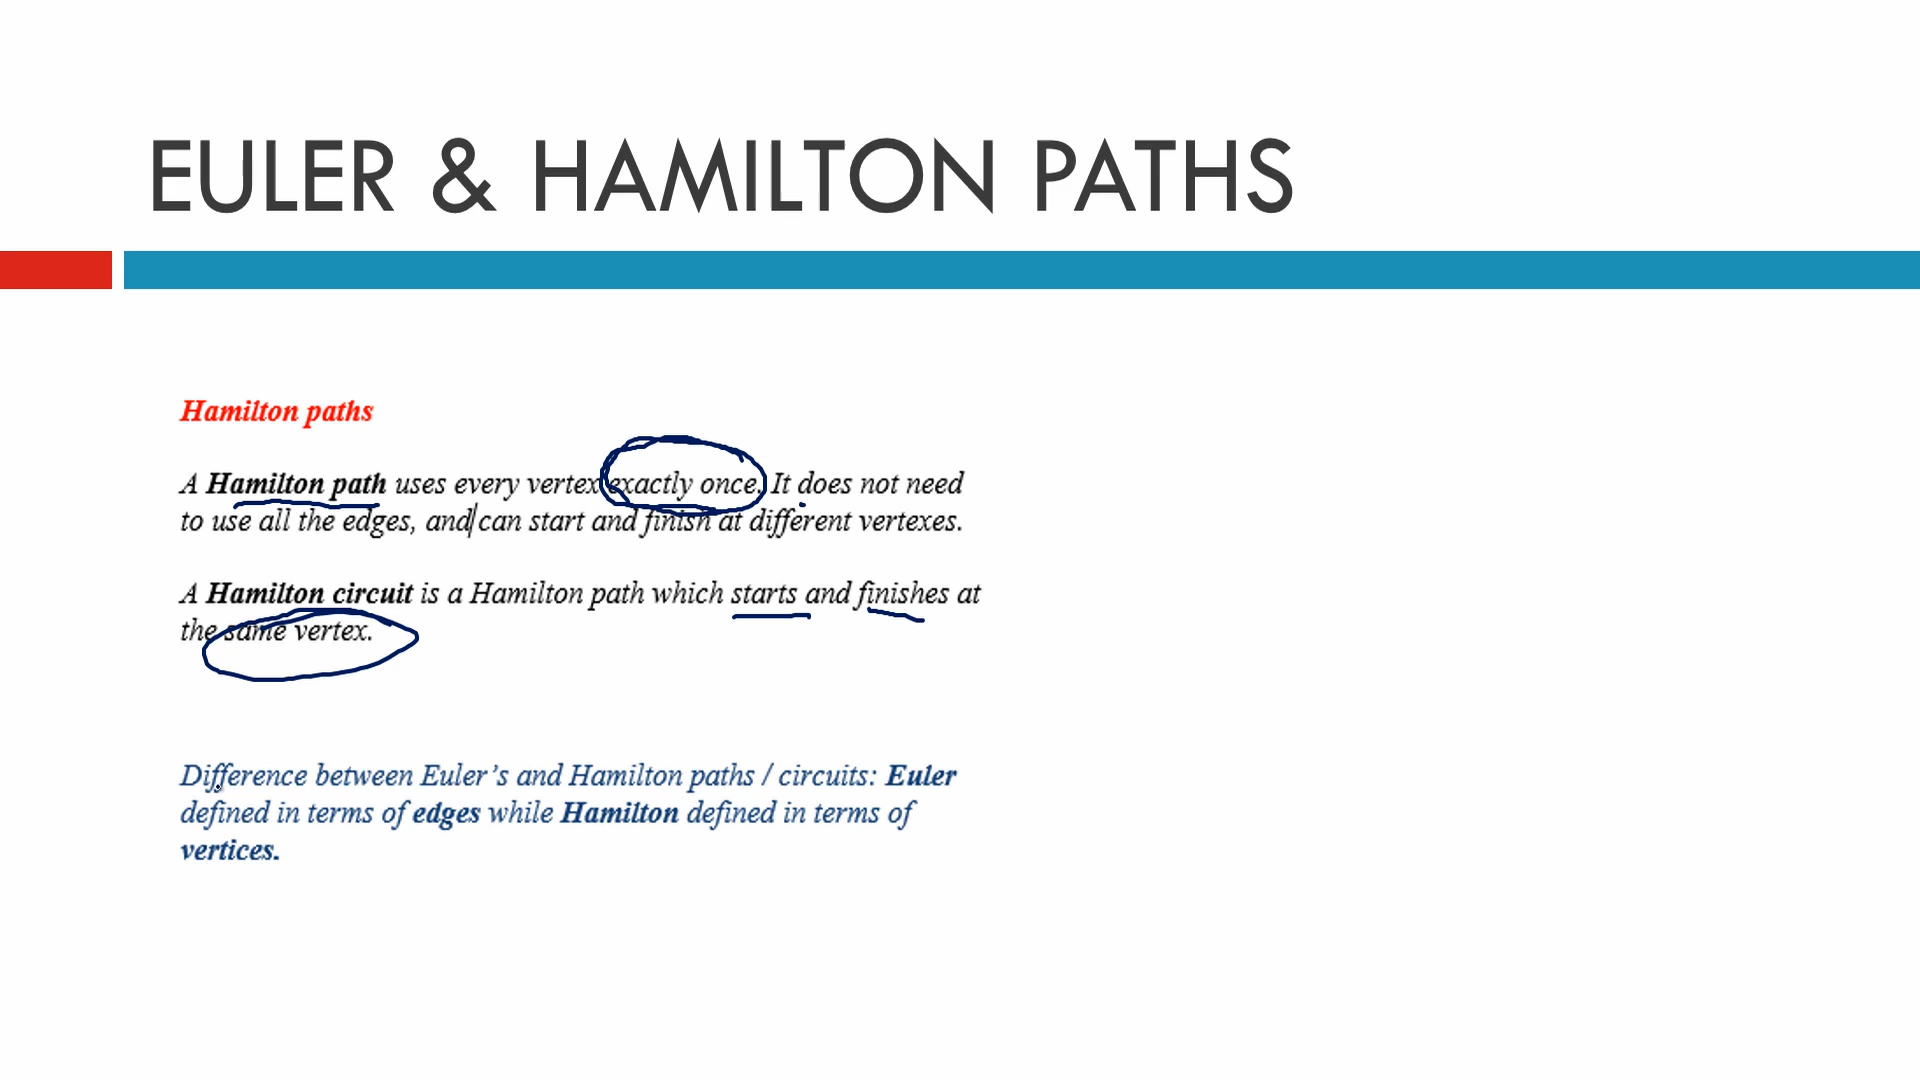 EULER & HAMILTON PATHS
Hamilton paths
A Hamilton path uses every vertex exactly once. It does not need
to use all the edges, and can start and finish at different vertexes.
A Hamilton circuit is a Hamilton path which starts and finishes at
the same vertex.
Difference between Euler’s and Hamilton paths / circuits: Euler
defined in terms of edges while Hamilton defined in terms of
vertices.